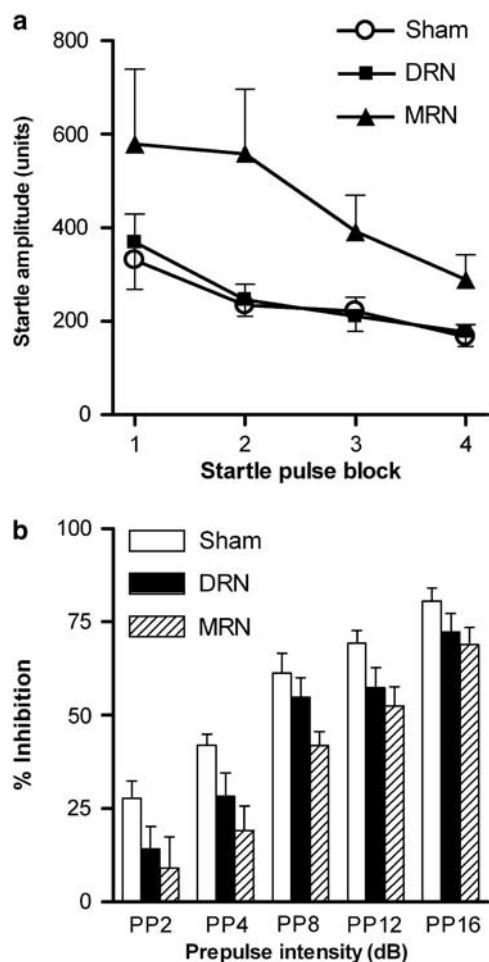 a
800
600
400
200
0
Startle amplitude (units)
Sham
DRN
MRN
1 2 3 4
Startle pulse block
b
100
75
50
25
0
% Inhibition
Sham
DRN
MRN
PP2 PP4 PP8 PP12 PP16
Prepulse intensity (dB)